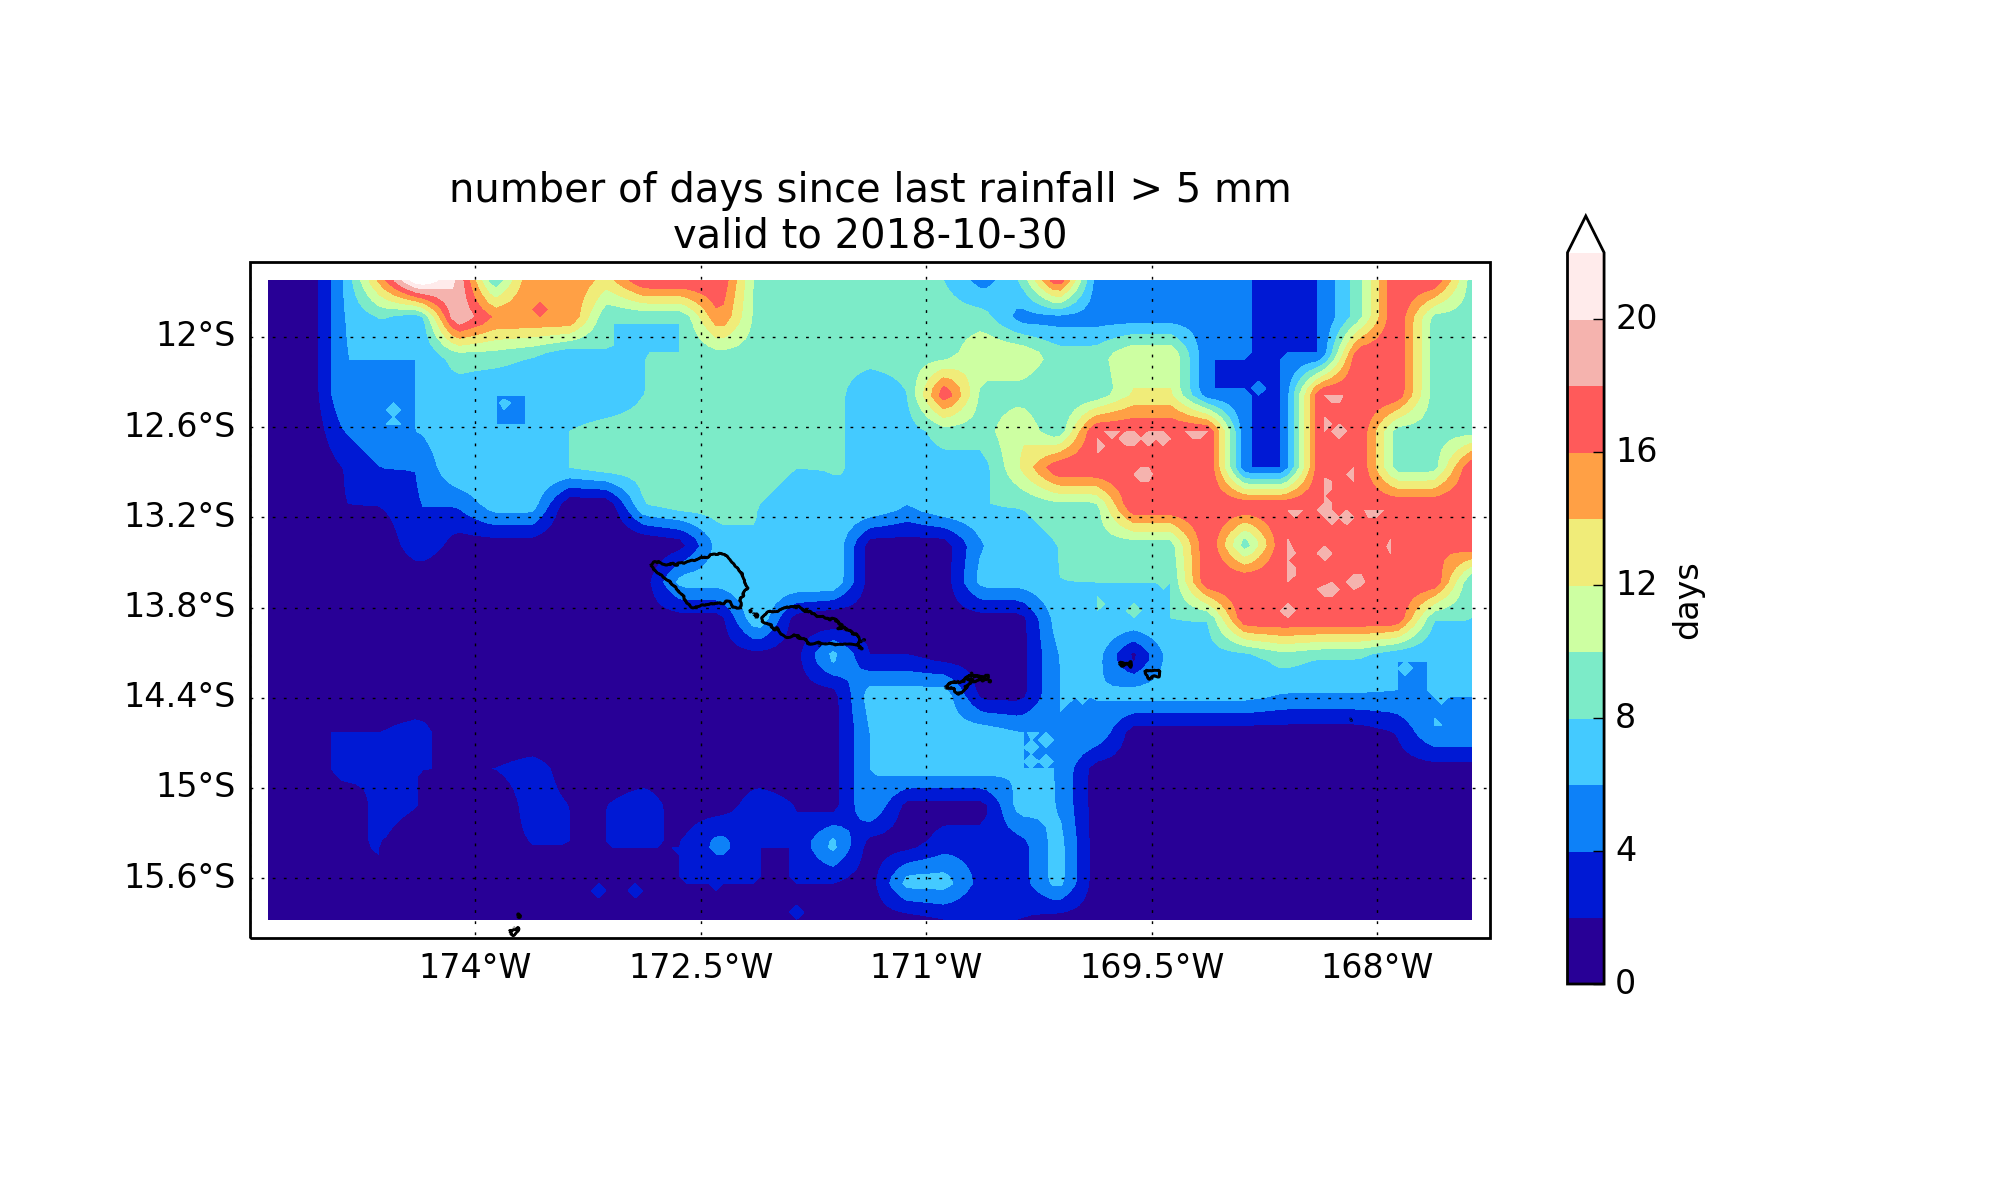 number of days since last rainfall > 5 mm
valid to 2018-10-30
12°S
12.6°S
13.2°S
13.8°S
14.4°S
15°S
15.6°S
174°W
172.5°W
171°W
169.5°W
168°W
20
16
12
8
4
0
days